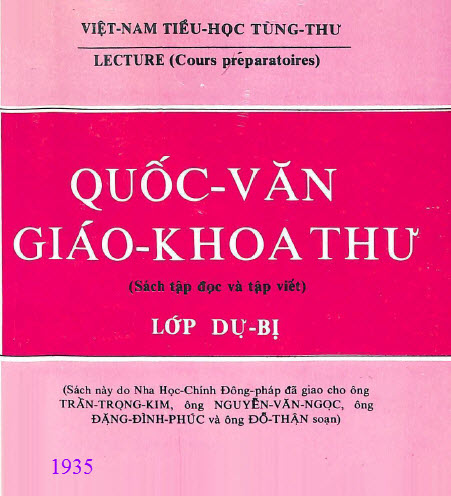 VIỆT-NAM TIỂU-HỌC TÙNG-THƯ
LECTURE (Cours préparatoires)
QUỐC-VĂN
GIÁO-KHOA THƯ
(Sách tập đọc và tập viết)
LỚP DỰ-BỊ
(Sách này do Nha Học-Chính Đông-pháp đã giao cho ông
TRẦN-TRỌNG-KIM, ông NGUYỄN-VĂN-NGỌC, ông
ĐẶNG-ĐÌNH-PHÚC và ông ĐỖ-THẬN soạn)
1935